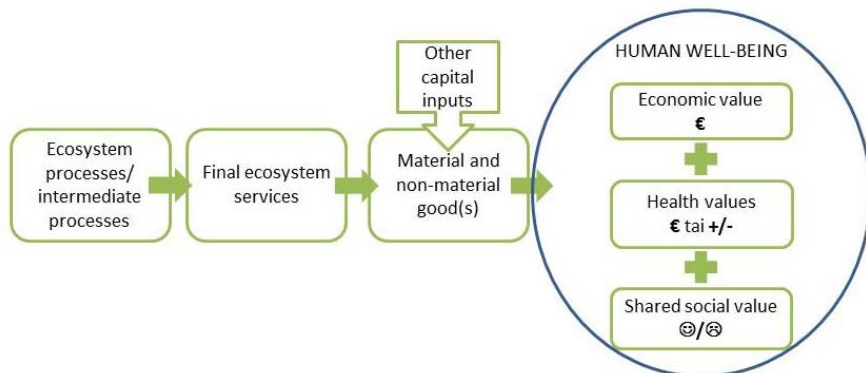 Ecosystem
processes/
intermediate
processes
Final ecosystem
services
Other
capital
inputs
Material and
non-material
good(s)
HUMAN WELL-BEING
Economic value
€
Health values
€ tai +/-
Shared social value
☺/☹